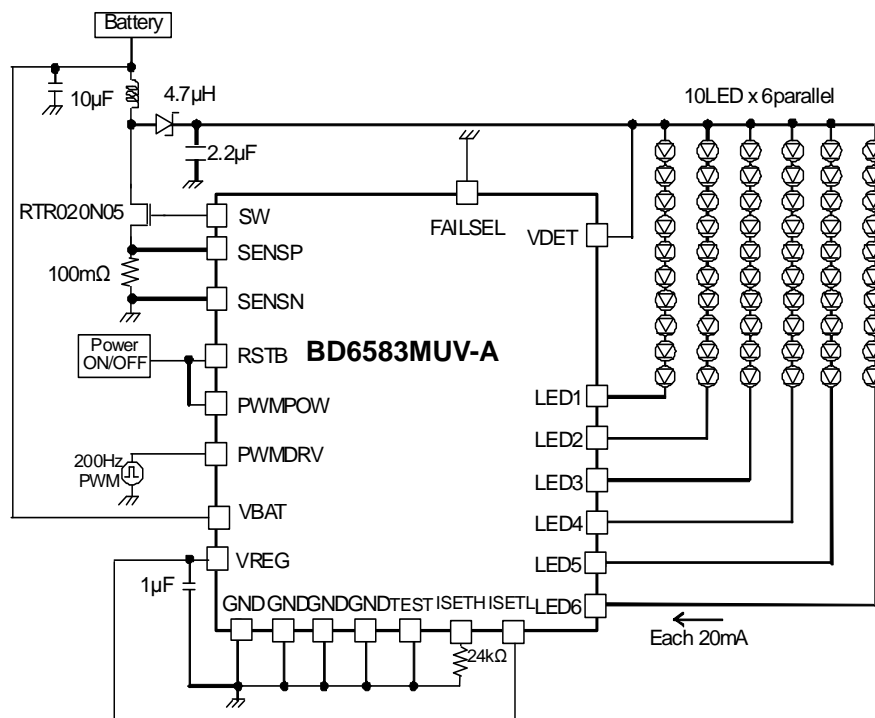 Battery
10µF
4.7µH
10LED x 6parallel
2.2µF
RTR020N05
SW
FAILSEL
VDET
SENSP
100mΩ
SENSN
Power
ON/OFF
RSTB
BD6583MUV-A
PWMPOW
LED1
LED2
200Hz
PWM
PWMDRV
LED3
VBAT
LED4
VREG
LED5
1µF
GND GND GND GND TEST ISETH ISETL
LED6
24kΩ
Each 20mA